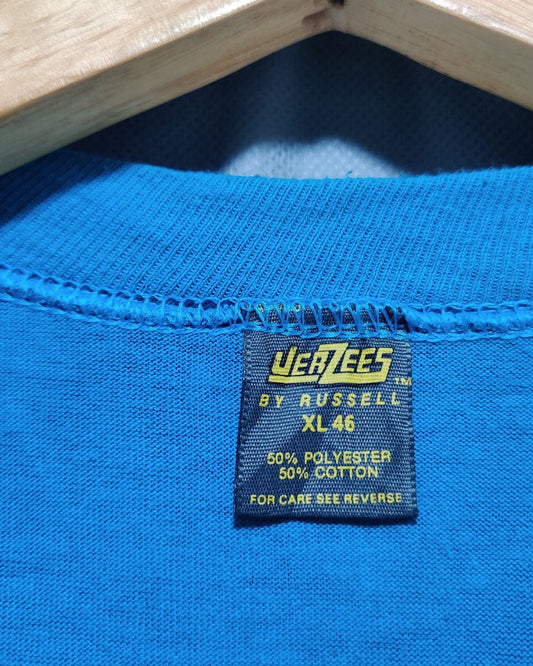 JERZEES TM
BY RUSSELL
XL 46
50% POLYESTER
50% COTTON
FOR CARE SEE REVERSE